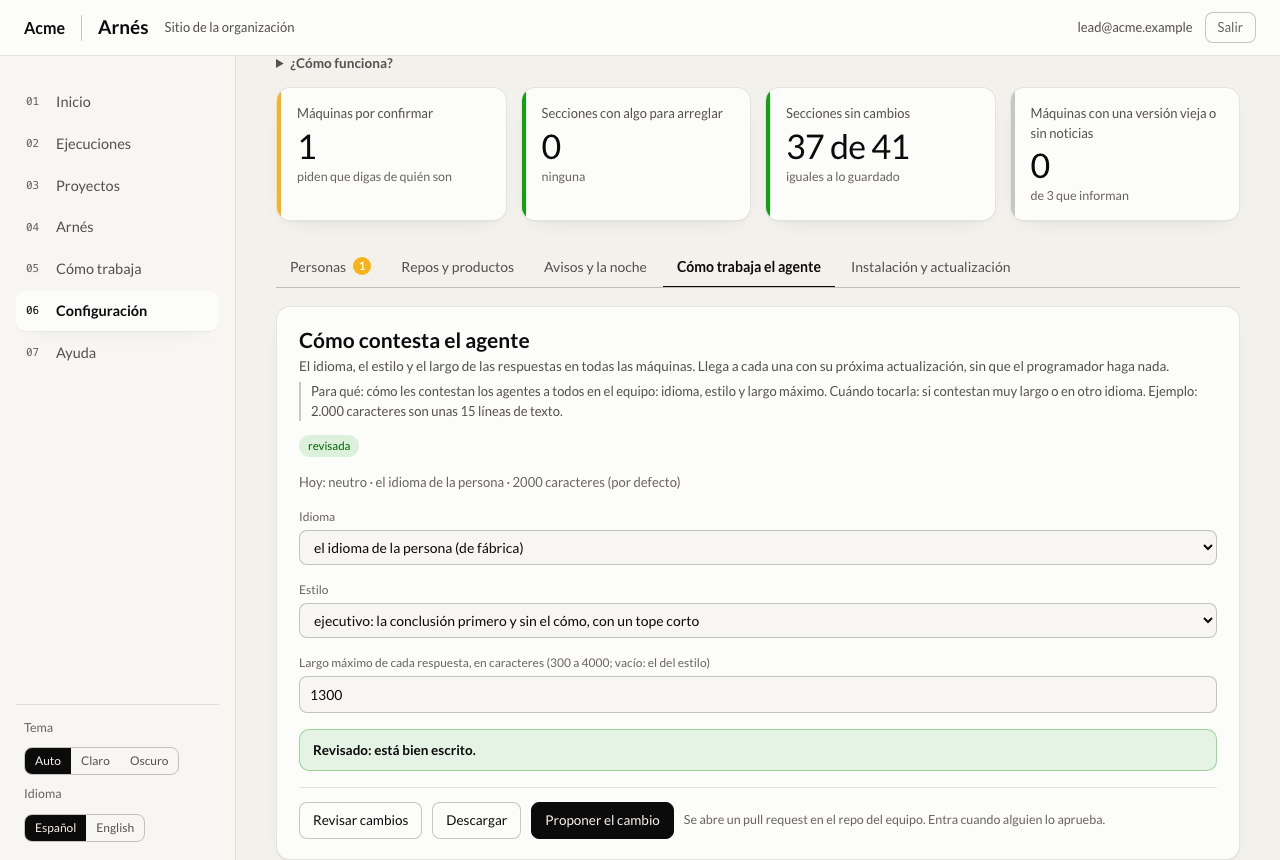 Acme
Arnés
Sitio de la organización
lead@acme.example
Salir
01 Inicio
02 Ejecuciones
03 Proyectos
04 Arnés
05 Cómo trabaja
06 Configuración
07 Ayuda
Tema
Auto Claro Oscuro
Idioma
Español English
¿Cómo funciona?
Máquinas por confirmar
1
piden que digas de quién son
Secciones con algo para arreglar
0
ninguna
Secciones sin cambios
37 de 41
iguales a lo guardado
Máquinas con una versión vieja o
sin noticias
0
de 3 que informan
Personas 1 Repos y productos Avisos y la noche Cómo trabaja el agente Instalación y actualización
Cómo contesta el agente
El idioma, el estilo y el largo de las respuestas en todas las máquinas. Llega a cada una con su próxima actualización, sin que el programador haga nada.
Para qué: cómo les contestan los agentes a todos en el equipo: idioma, estilo y largo máximo. Cuándo tocarla: si contestan muy largo o en otro idioma. Ejemplo:
2.000 caracteres son unas 15 líneas de texto.
revisada
Hoy: neutro · el idioma de la persona · 2000 caracteres (por defecto)
Idioma
el idioma de la persona (de fábrica)
Estilo
ejecutivo: la conclusión primero y sin el cómo, con un tope corto
Largo máximo de cada respuesta, en caracteres (300 a 4000; vacío: el del estilo)
1300
Revisado: está bien escrito.
Revisar cambios Descargar Proponer el cambio Se abre un pull request en el repo del equipo. Entra cuando alguien lo aprueba.